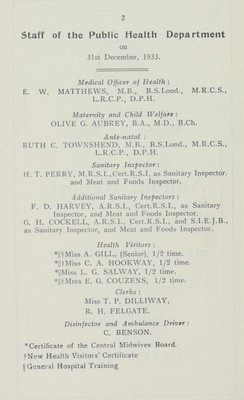 2
Staff of the Public Health Department
on
31st December, 1933.
Medical Officer of Health:
E. W. MATTHEWS, M.B., B.S.Lond., M.R.C.S.,
L.R.C.P., D.P.H.
Maternity and Child Welfare:
OLIVE G. AUBREY, B.A., M.D., B.Ch.
Ante-natal:
RUTH C. TOWNSHEND, M.B., B.S.Lond., M.R.C.S.,
L.R.C.P., D.P.H.
Sanitary Inspector:
H. T. PERRY, M.R.S.I., Cert.R.S.I. as Sanitary Inspector.
and Meat and Foods Inspector.
Additional Sanitary Inspectors:
F. D. HARVEY, A.R.S.I., Cert.R.S.I., as Sanitary
Inspector, and Meat and Foods Inspector.
G. H. COCKELL, A.R.S.I., Cert.R.S.I., and S.I.E.J.B.,
as Sanitary Inspector, and Meat and Foods Inspector.
Health Visitors:
*‖†Miss A. GILL, (Senior), 1/2 time.
*‖†Miss C. A. HOOKWAY, 1/2 time.
*‖†Miss L. G. SALWAY, 1/2 time.
*‖†Miss E. G. COUZENS, 1/2 time.
Clerks:
Miss T. P. DILLIWAY,
R. H. FELGATE.
Disinfector and Ambulance Driver:
C. BENSON.
*Certificate of the Central Midwives Board.
†New Health Visitors' Certificate
‖General Hospital Training